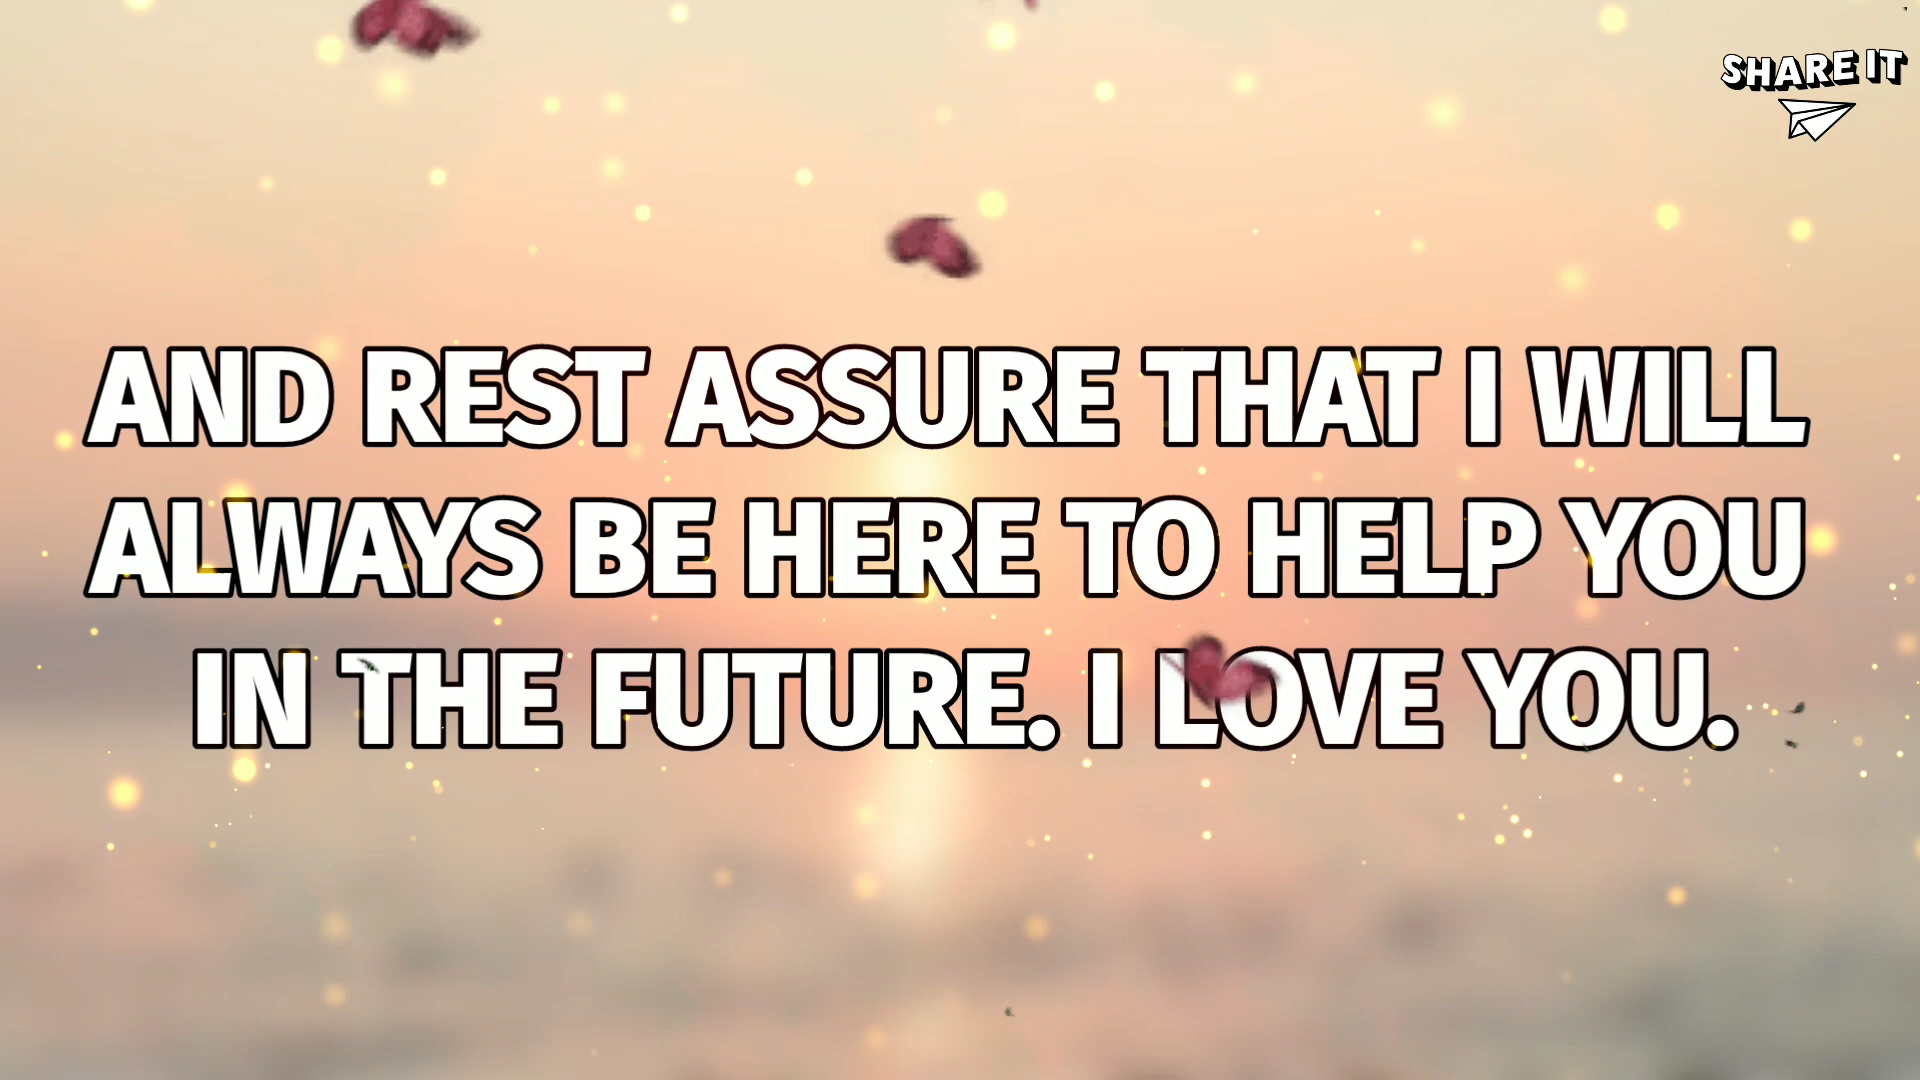 SHARE IT
AND REST ASSURE THAT I WILL
ALWAYS BE HERE TO HELP YOU
IN THE FUTURE. I LOVE YOU.